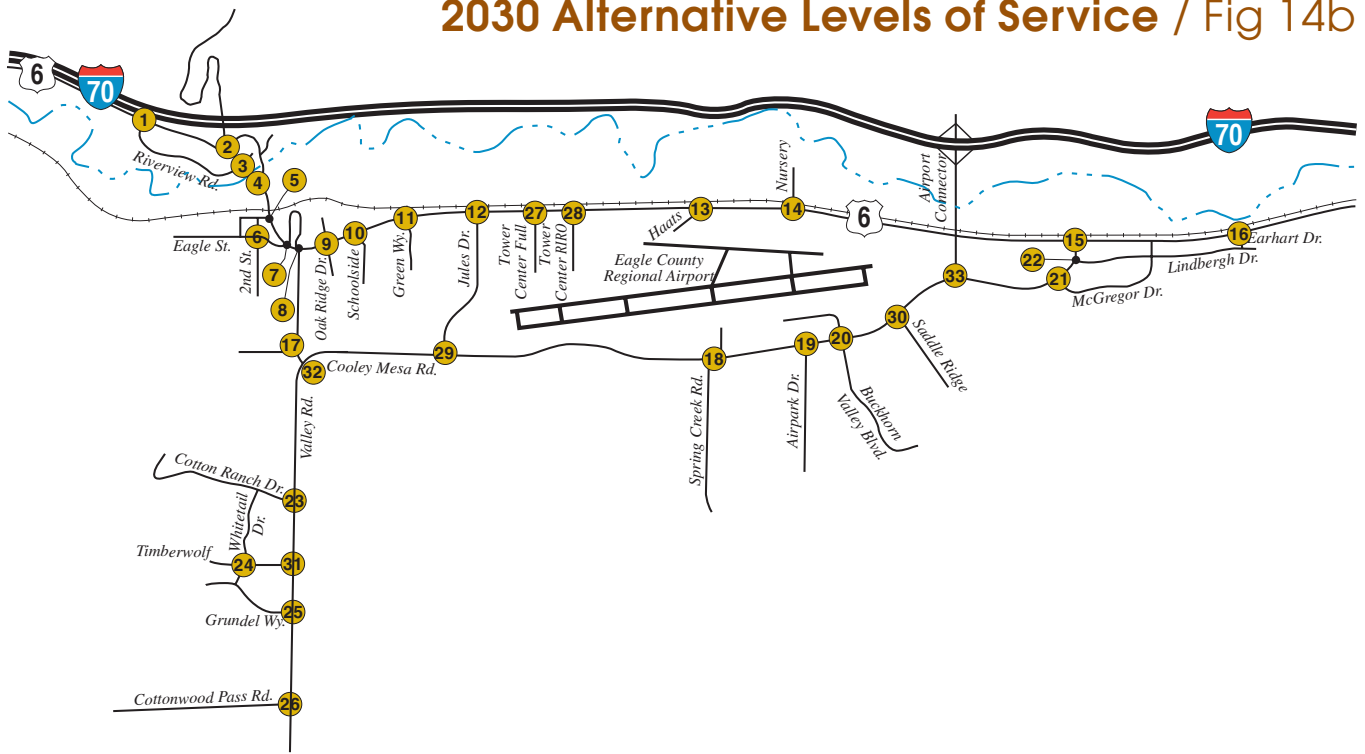 2030 Alternative Levels of Service / Fig 14b
6
70
1
2
3
Riverview Rd.
4
5
70
Nursery
Airport
Connector
Eagle St.
6
2nd St.
7
8
9
Oak Ridge Dr.
10
Schoolside
11
Green Wy.
12
Jules Dr.
27
Tower
Center Full
28
Tower
Center RIRO
13
Haats
14
6
15
16
Earhart Dr.
Lindbergh Dr.
22
21
McGregor Dr.
33
Eagle County
Regional Airport
17
32
Cooley Mesa Rd.
29
18
Spring Creek Rd.
19
Airpark Dr.
20
Buckhorn
Valley Blvd.
30
Saddle Ridge
Valley Rd.
Cotton Ranch Dr.
23
Whitetail
Dr.
Timberwolf
24
31
Grundel Wy.
25
Cottonwood Pass Rd.
26